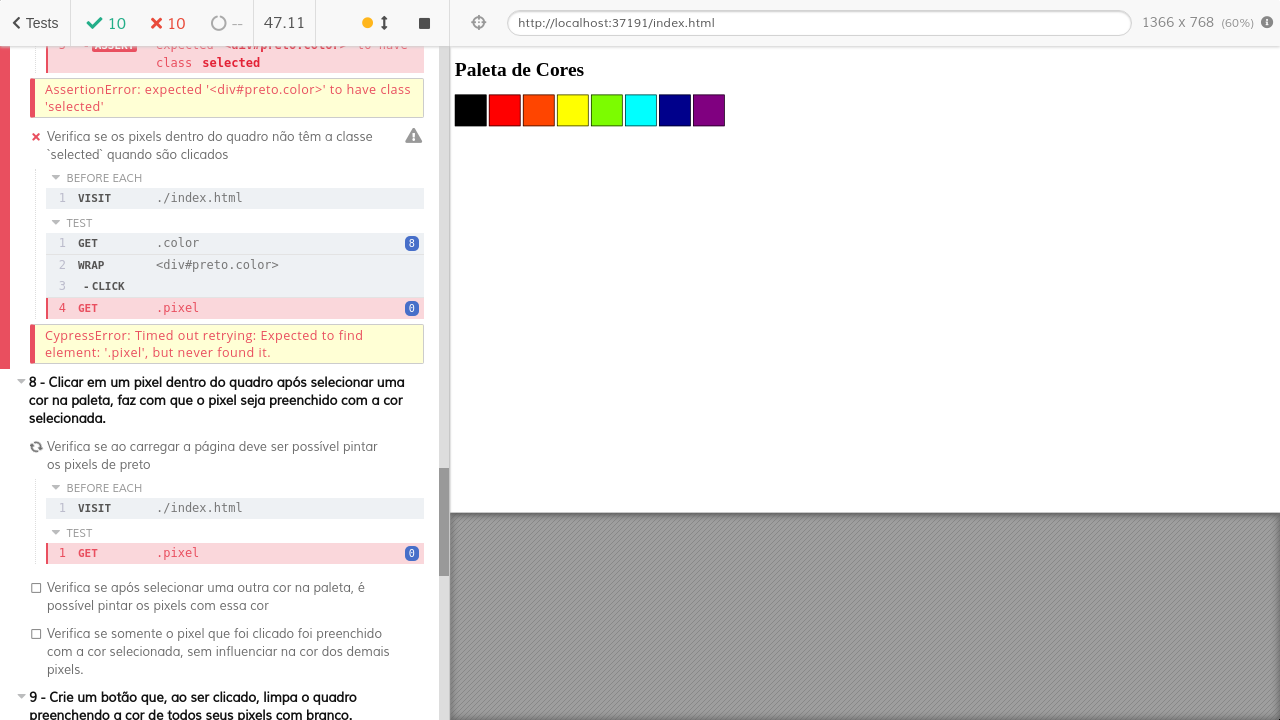 Tests
10
10
--
47.11
http://localhost:37191/index.html
1366 x 768 (60%)
3 - ASSERT expected '<div#preto.color>' to have
class selected
AssertionError: expected '<div#preto.color>' to have class
'selected'
Verifica se os pixels dentro do quadro não têm a classe
`selected` quando são clicados
BEFORE EACH
1 VISIT ./index.html
TEST
1 GET .color 8
2 WRAP <div#preto.color>
3 - CLICK
4 GET .pixel 0
CypressError: Timed out retrying: Expected to find
element: '.pixel', but never found it.
8 - Clicar em um pixel dentro do quadro após selecionar uma
cor na paleta, faz com que o pixel seja preenchido com a cor
selecionada.
Verifica se ao carregar a página deve ser possível pintar
os pixels de preto
BEFORE EACH
1 VISIT ./index.html
TEST
1 GET .pixel 0
Verifica se após selecionar uma outra cor na paleta, é
possível pintar os pixels com essa cor
Verifica se somente o pixel que foi clicado foi preenchido
com a cor selecionada, sem influenciar na cor dos demais
pixels.
9 - Crie um botão que, ao ser clicado, limpa o quadro
preenchendo a cor de todos seus pixels com branco.
Paleta de Cores